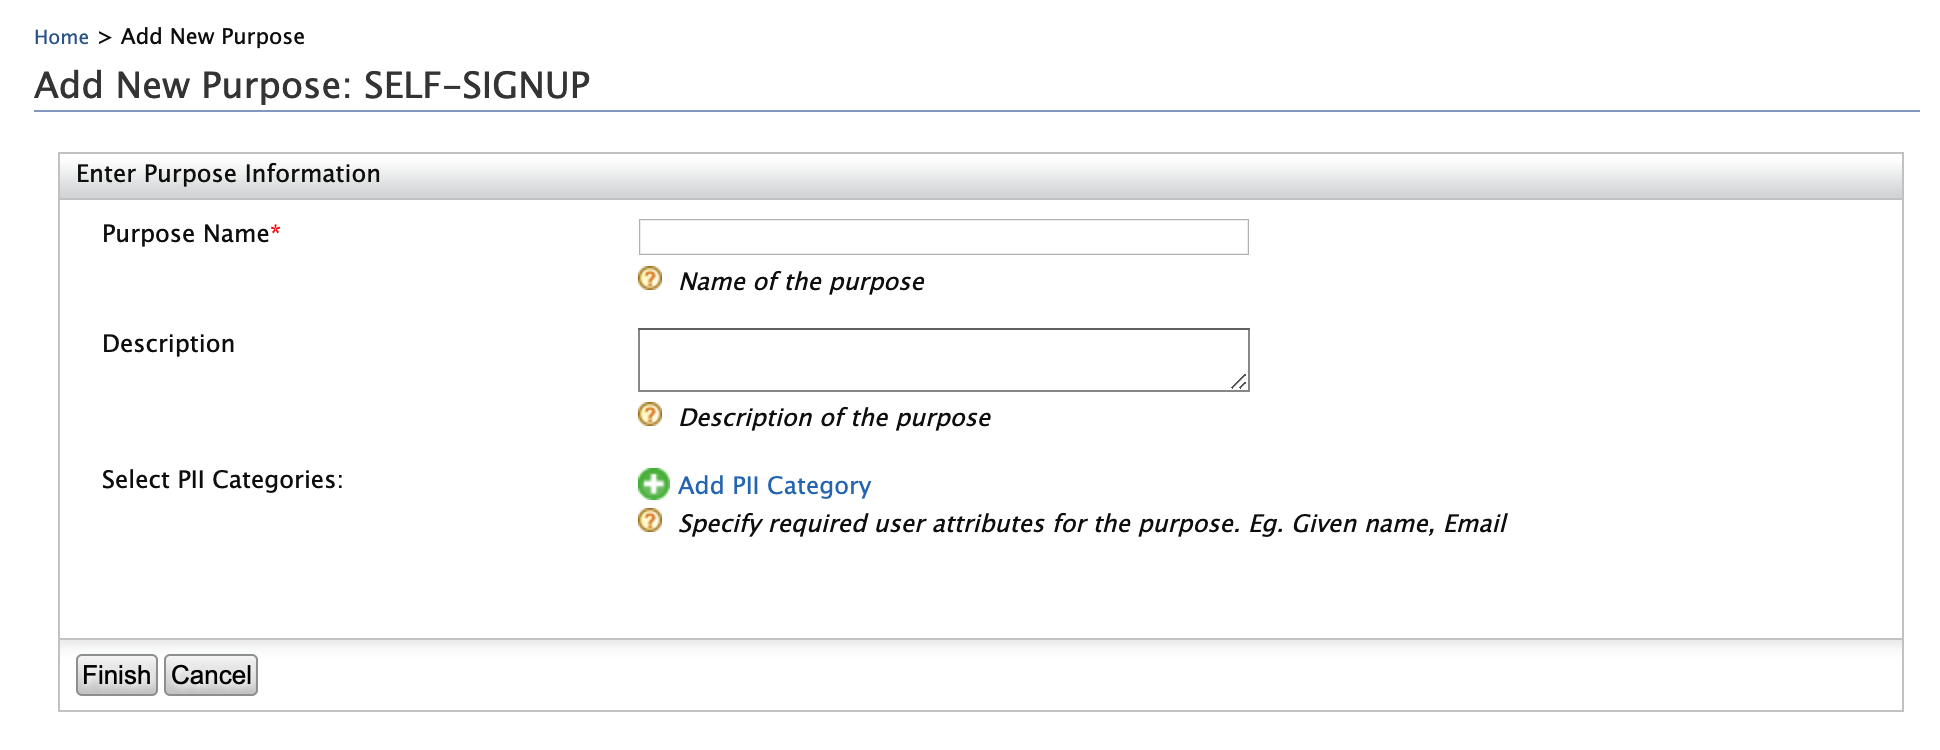 Home > Add New Purpose
Add New Purpose: SELF-SIGNUP
Enter Purpose Information
Purpose Name*
? Name of the purpose
Description
? Description of the purpose
Select PII Categories:
Add PII Category
? Specify required user attributes for the purpose. Eg. Given name, Email
Finish Cancel